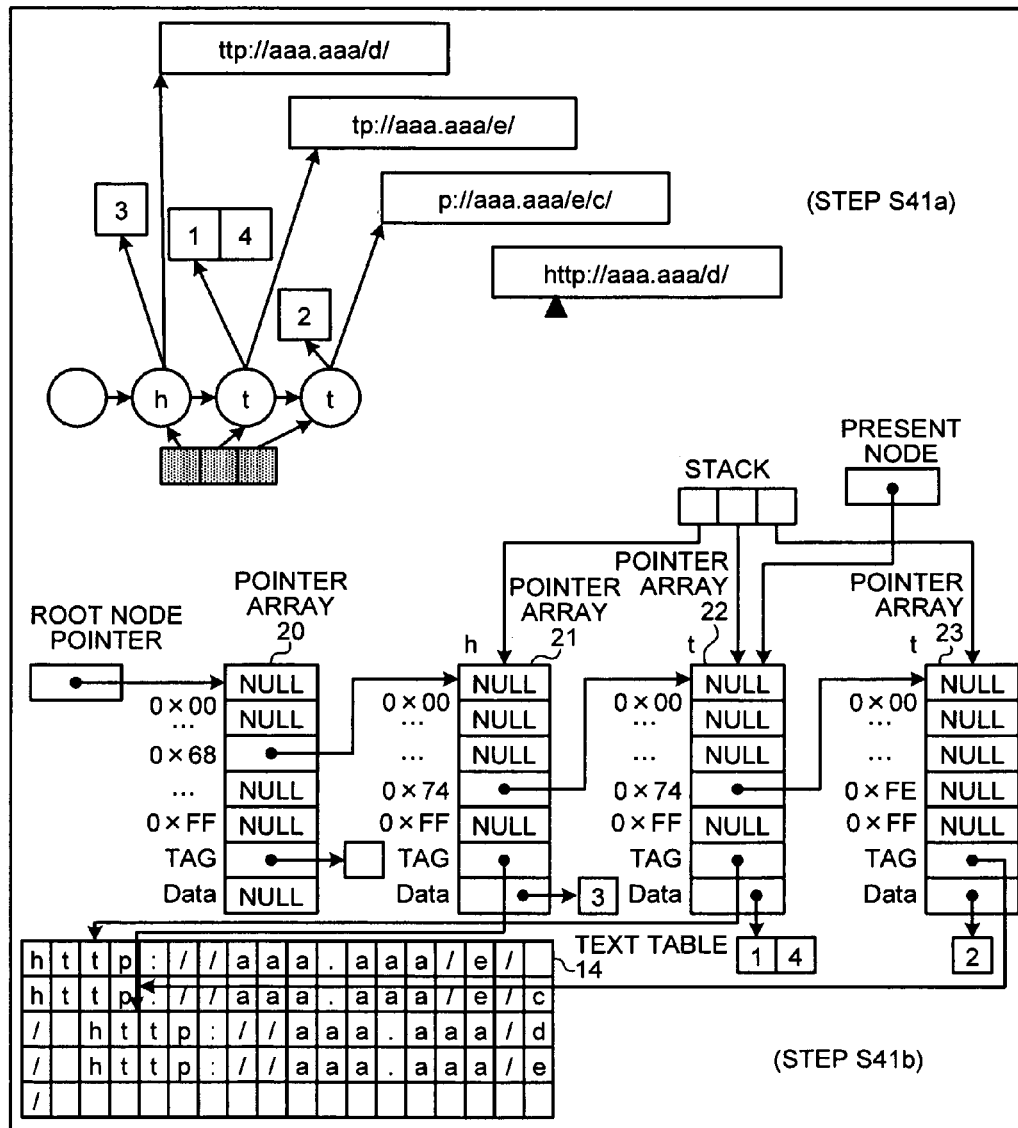 ttp://aaa.aaa/d/
tp://aaa.aaa/e/
p://aaa.aaa/e/c/
(STEP S41a)
3
1 4
http://aaa.aaa/d/
2
h t t
PRESENT
NODE
STACK
ROOT NODE
POINTER
POINTER
ARRAY
20
POINTER
ARRAY
21
POINTER
ARRAY
22
POINTER
ARRAY
23
h
t
t
NULL
0×00
...
NULL
0×68
...
NULL
0×FF
NULL
TAG
Data
NULL
NULL
0×00
...
NULL
...
NULL
0×74
0×FF
NULL
TAG
Data
3
NULL
0×00
...
NULL
...
NULL
0×74
0×FF
NULL
TAG
Data
1 4
NULL
0×00
...
NULL
...
NULL
0×FE
NULL
NULL
TAG
Data
2
TEXT TABLE
14
h t t p : / / a a a . a a a / e /
h t t p : / / a a a . a a a / e / c
/ h t t p : / / a a a . a a a / d
/ h t t p : / / a a a . a a a / e
/
(STEP S41b)